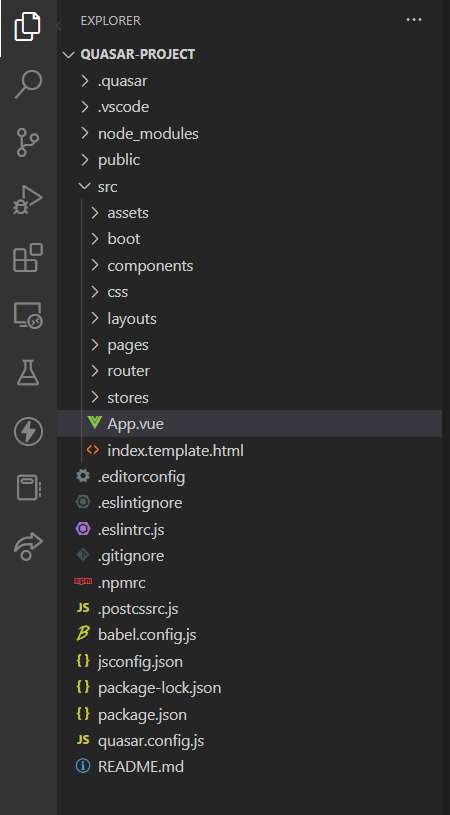 EXPLORER
QUASAR-PROJECT
.quasar
.vscode
node_modules
public
src
assets
boot
components
css
layouts
pages
router
stores
App.vue
index.template.html
.editorconfig
.eslintignore
.eslintrc.js
.gitignore
.npmrc
JS .postcssrc.js
babel.config.js
{ } jsconfig.json
{ } package-lock.json
{ } package.json
JS quasar.config.js
README.md